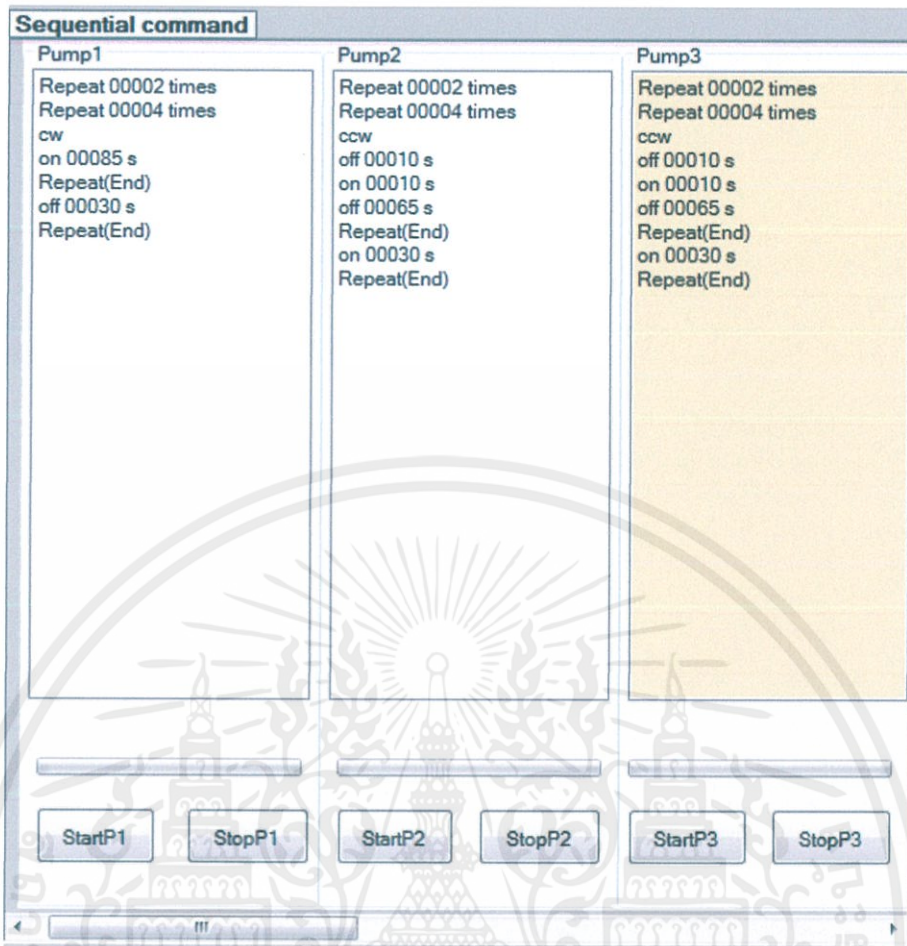 Sequential command
Pump1
Repeat 00002 times
Repeat 00004 times
cw
on 00085 s
Repeat(End)
off 00030 s
Repeat(End)
StartP1
StopP1
Pump2
Repeat 00002 times
Repeat 00004 times
ccw
off 00010 s
on 00010 s
off 00065 s
Repeat(End)
on 00030 s
Repeat(End)
StartP2
StopP2
Pump3
Repeat 00002 times
Repeat 00004 times
ccw
off 00010 s
on 00010 s
off 00065 s
Repeat(End)
on 00030 s
Repeat(End)
StartP3
StopP3